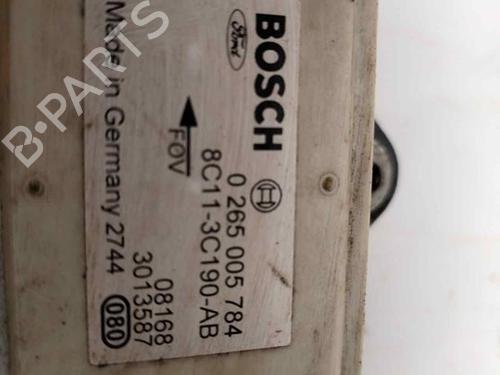 BOSCH
Ford
0 265 005 784
8C11-3C190-AB
FOV
Made in Germany 2744
08168
3013587
080
B-PARTS